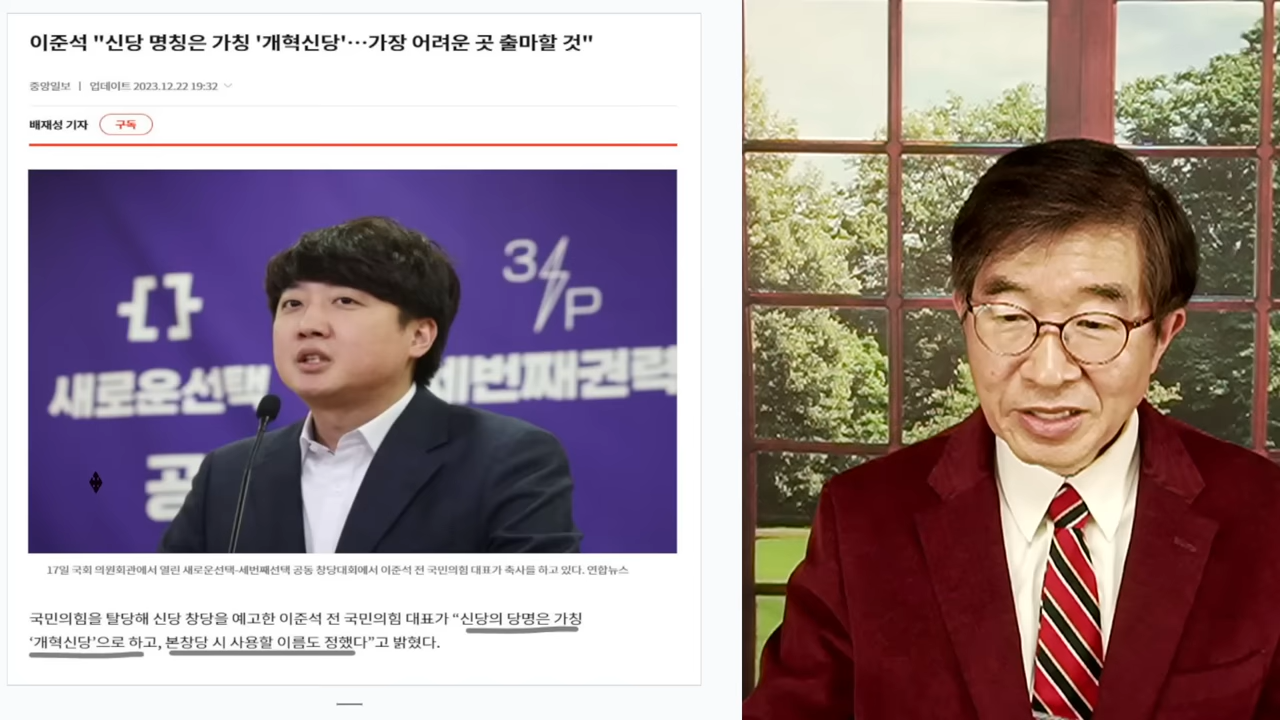 이준석 "신당 명칭은 가칭 '개혁신당'…가장 어려운 곳 출마할 것"
중앙일보 | 업데이트 2023.12.22 19:32
배재성 기자 구독
{ } 3/P
새로운선택 세번째권력
공
17일 국회 의원회관에서 열린 새로운선택-세번째선택 공동 창당대회에서 이준석 전 국민의힘 대표가 축사를 하고 있다. 연합뉴스
국민의힘을 탈당해 신당 창당을 예고한 이준석 전 국민의힘 대표가 “신당의 당명은 가칭
‘개혁신당’으로 하고, 본창당 시 사용할 이름도 정했다”고 밝혔다.